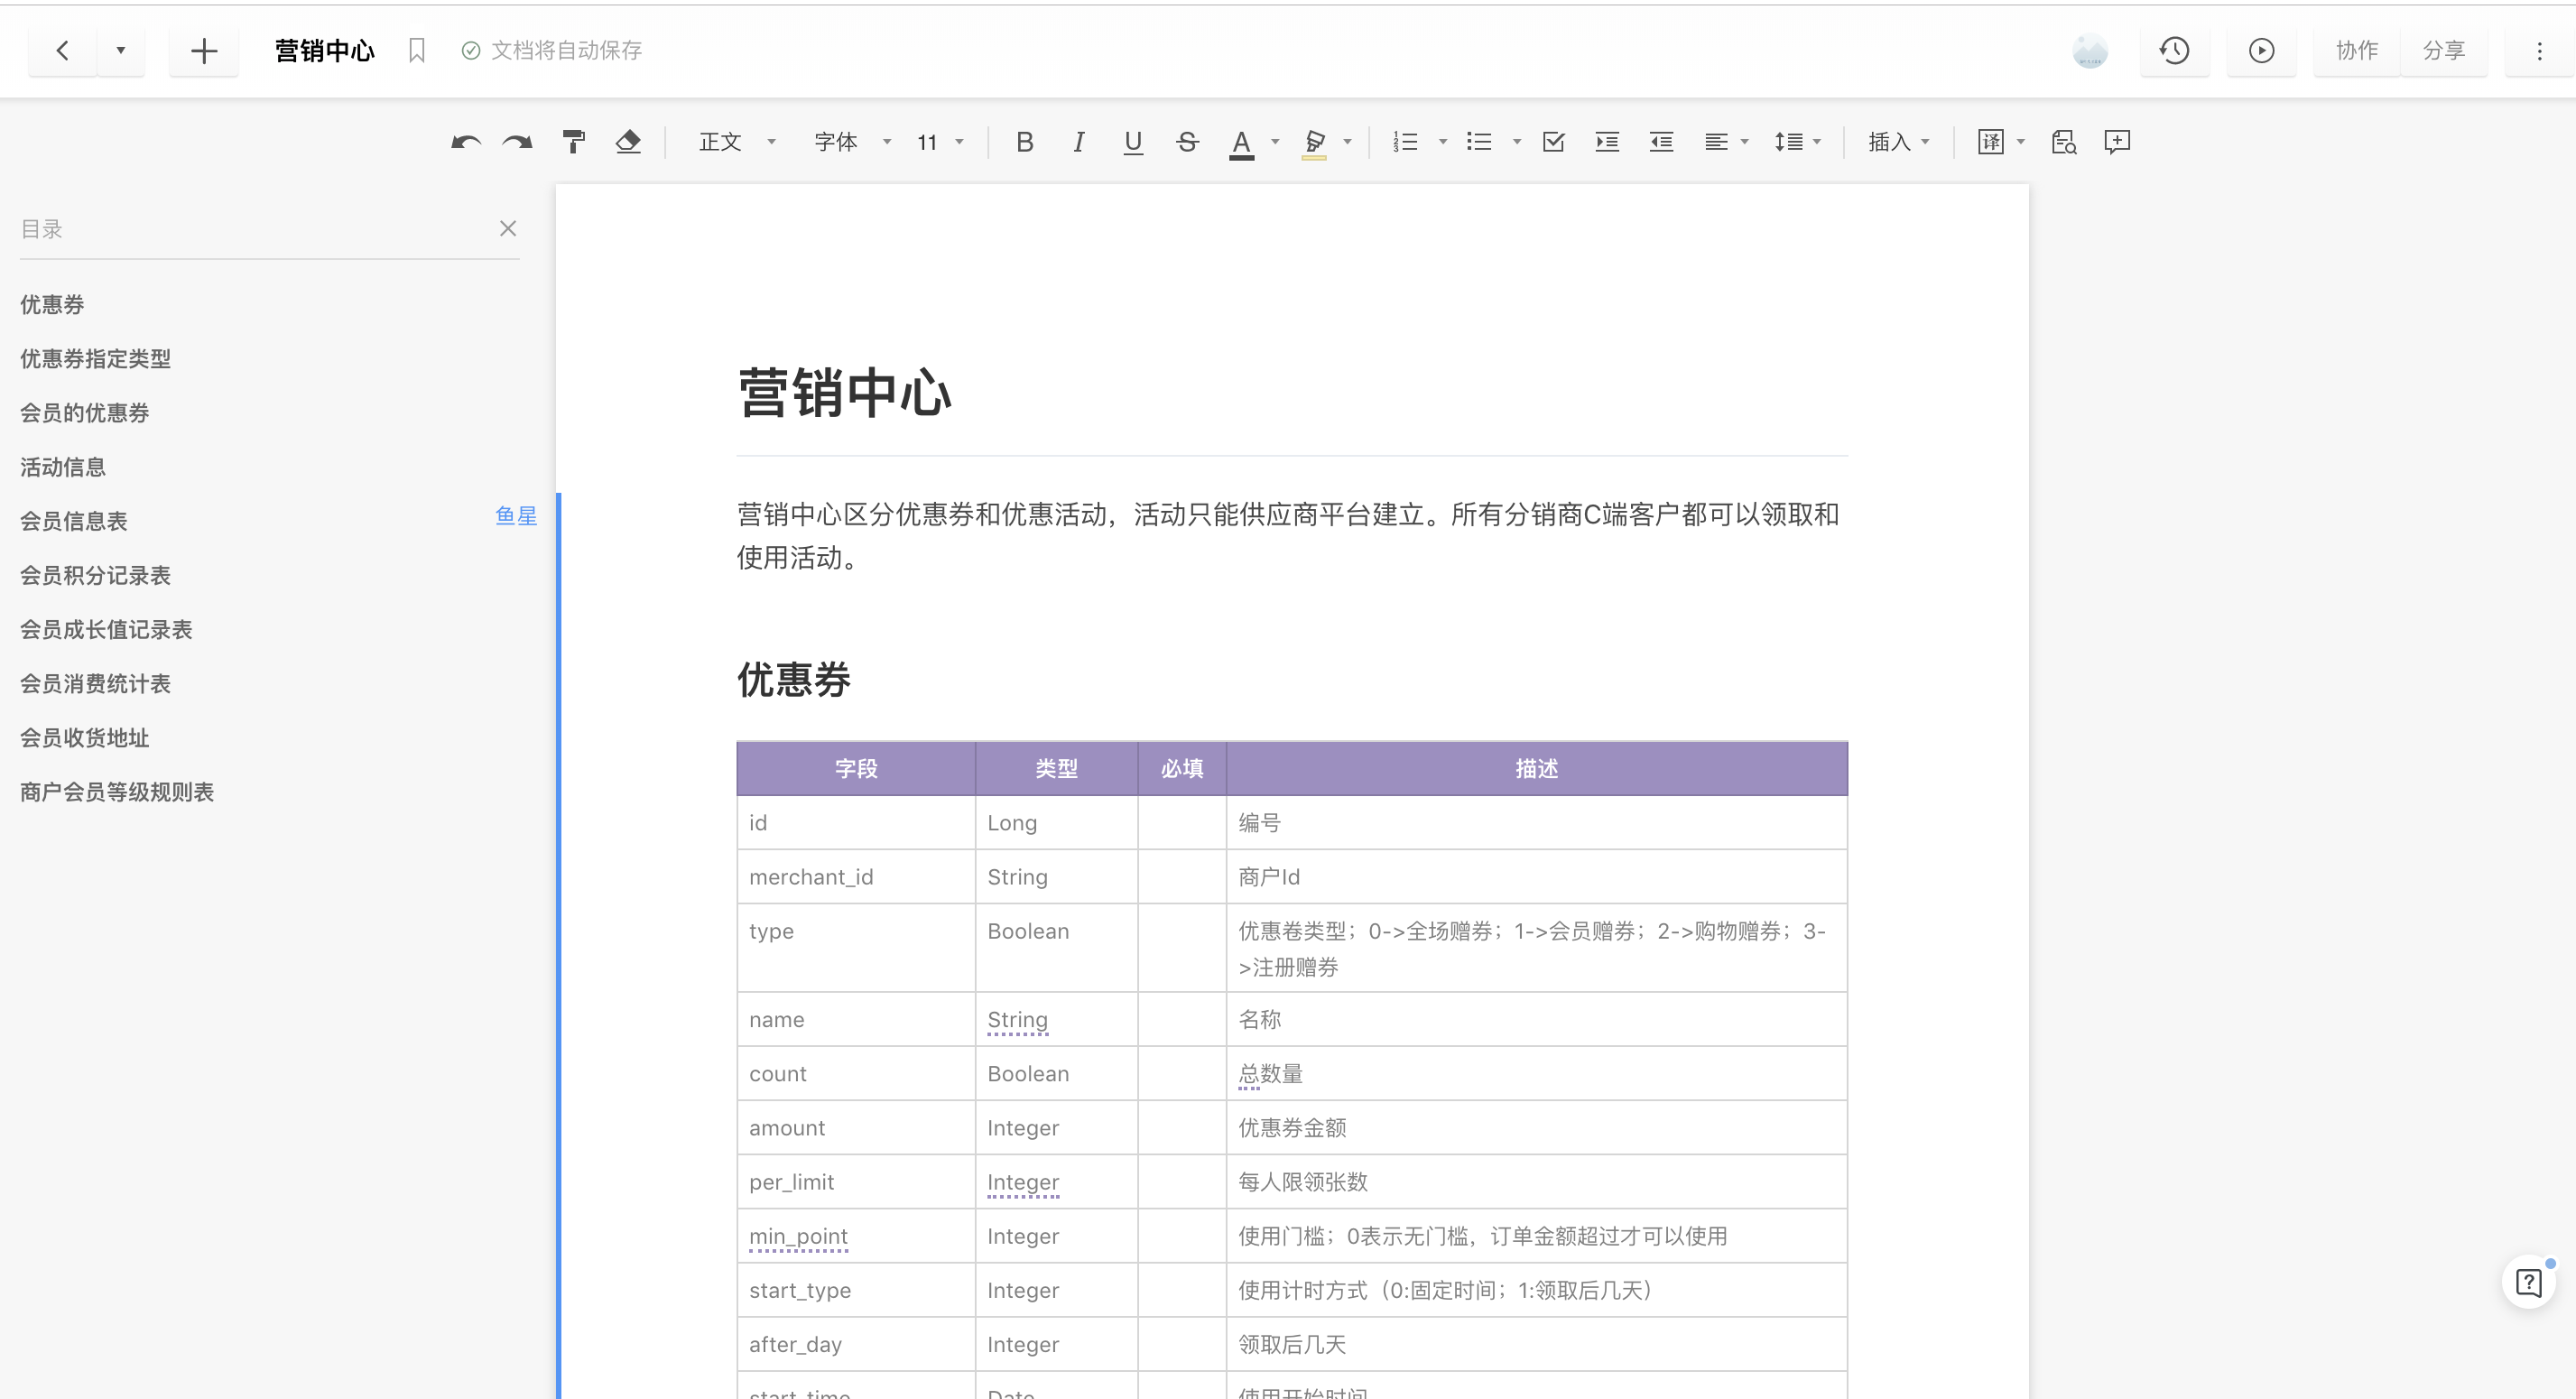 营销中心 文档将自动保存 协作 分享
正文 字体 11 B I U S A 插入 译
目录
优惠券
优惠券指定类型
会员的优惠券
活动信息
会员信息表
会员积分记录表
会员成长值记录表
会员消费统计表
会员收货地址
商户会员等级规则表
鱼星
营销中心
营销中心区分优惠券和优惠活动，活动只能供应商平台建立。所有分销商C端客户都可以领取和
使用活动。
优惠券
字段 类型 必填 描述
id Long 编号
merchant_id String 商户Id
type Boolean 优惠卷类型；0->全场赠券；1->会员赠券；2->购物赠券；3-
>注册赠券
name String 名称
count Boolean 总数量
amount Integer 优惠券金额
per_limit Integer 每人限领张数
min_point Integer 使用门槛；0表示无门槛，订单金额超过才可以使用
start_type Integer 使用计时方式（0:固定时间；1:领取后几天）
after_day Integer 领取后几天
start_time Date 使用开始时间